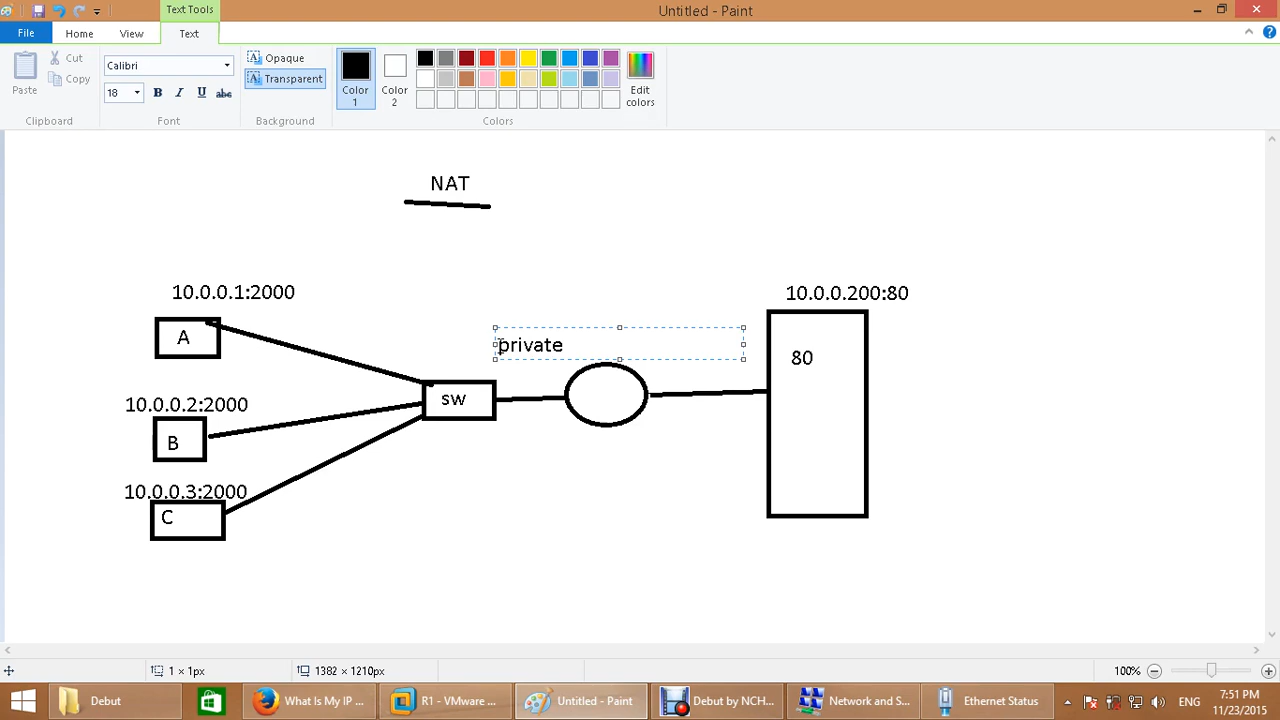 Text Tools
Untitled - Paint
File
Home
View
Text
Paste
Cut
Copy
Clipboard
Calibri
18
B I U abc
Font
Opaque
Transparent
Background
Color 1
Color 2
Edit colors
Colors
NAT
10.0.0.1:2000
10.0.0.200:80
A
private
80
10.0.0.2:2000
sw
B
10.0.0.3:2000
C
1 × 1px
1382 × 1210px
100%
Debut
What Is My IP ...
R1 - VMware ...
Untitled - Paint
Debut by NCH...
Network and S...
Ethernet Status
ENG
7:51 PM
11/23/2015